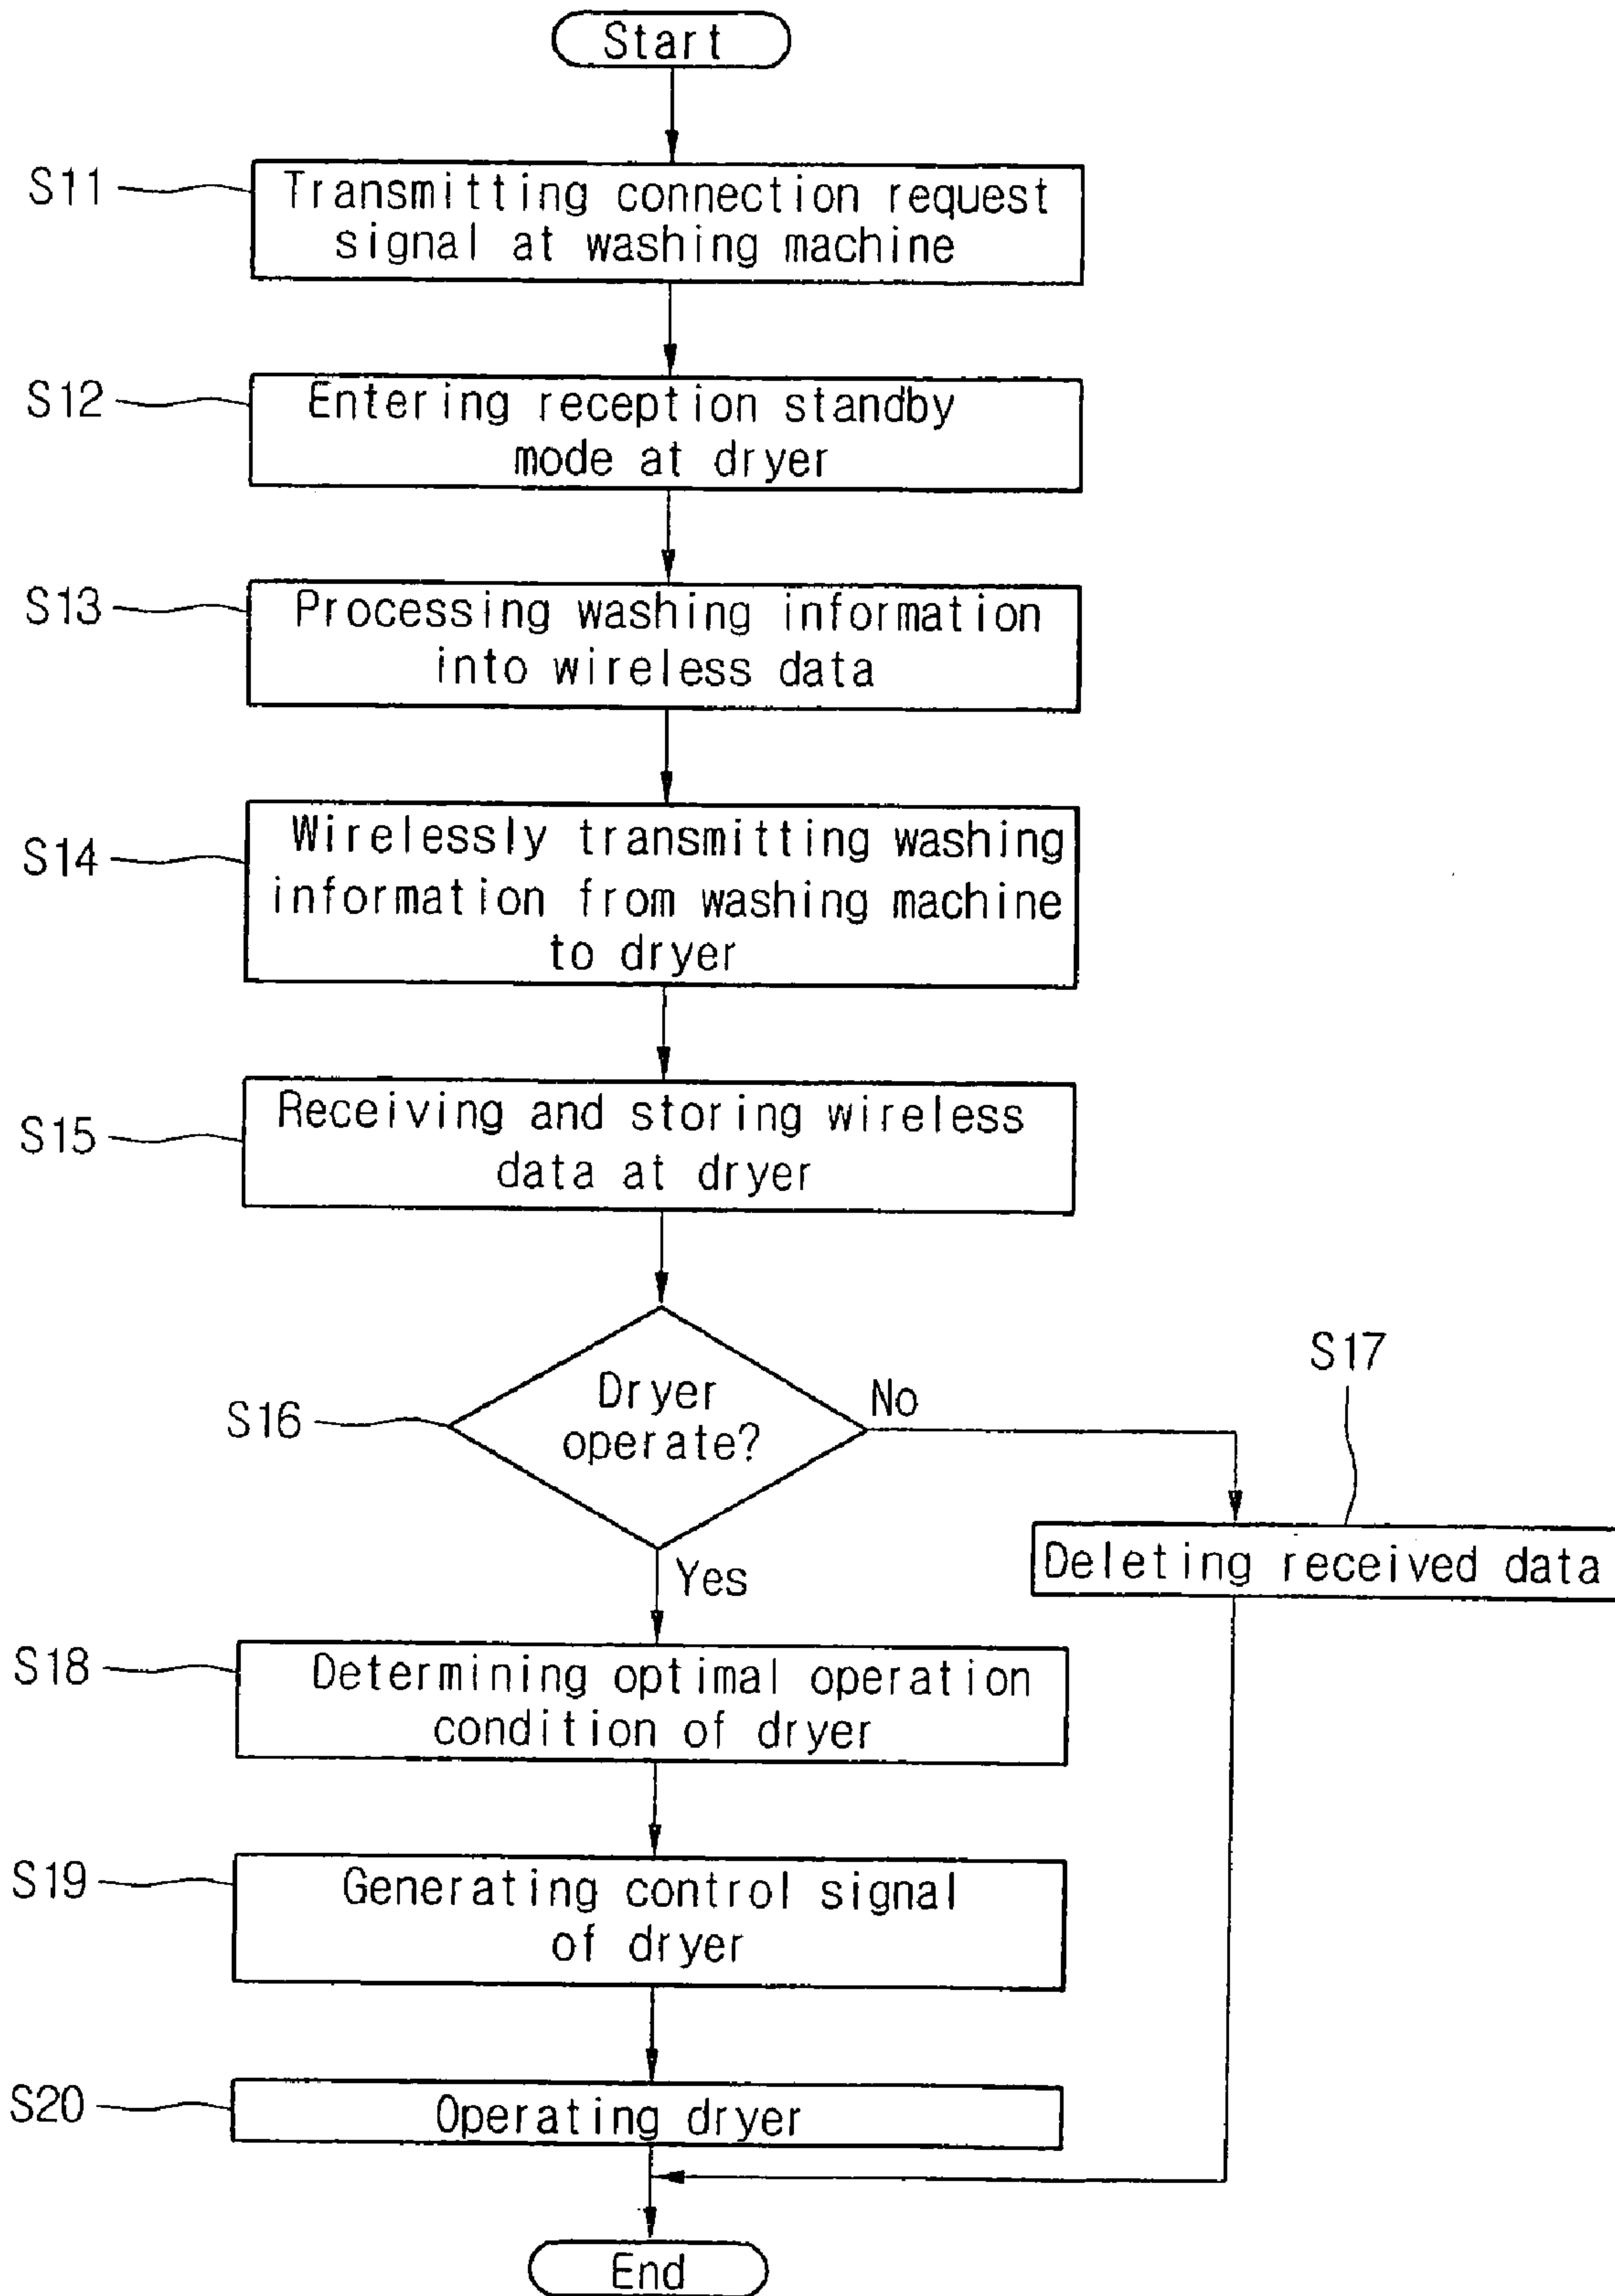 Start
S11
Transmitting connection request
signal at washing machine
S12
Entering reception standby
mode at dryer
S13
Processing washing information
into wireless data
S14
Wirelessly transmitting washing
information from washing machine
to dryer
S15
Receiving and storing wireless
data at dryer
S16
Dryer
operate?
No
S17
Deleting received data
Yes
S18
Determining optimal operation
condition of dryer
S19
Generating control signal
of dryer
S20
Operating dryer
End